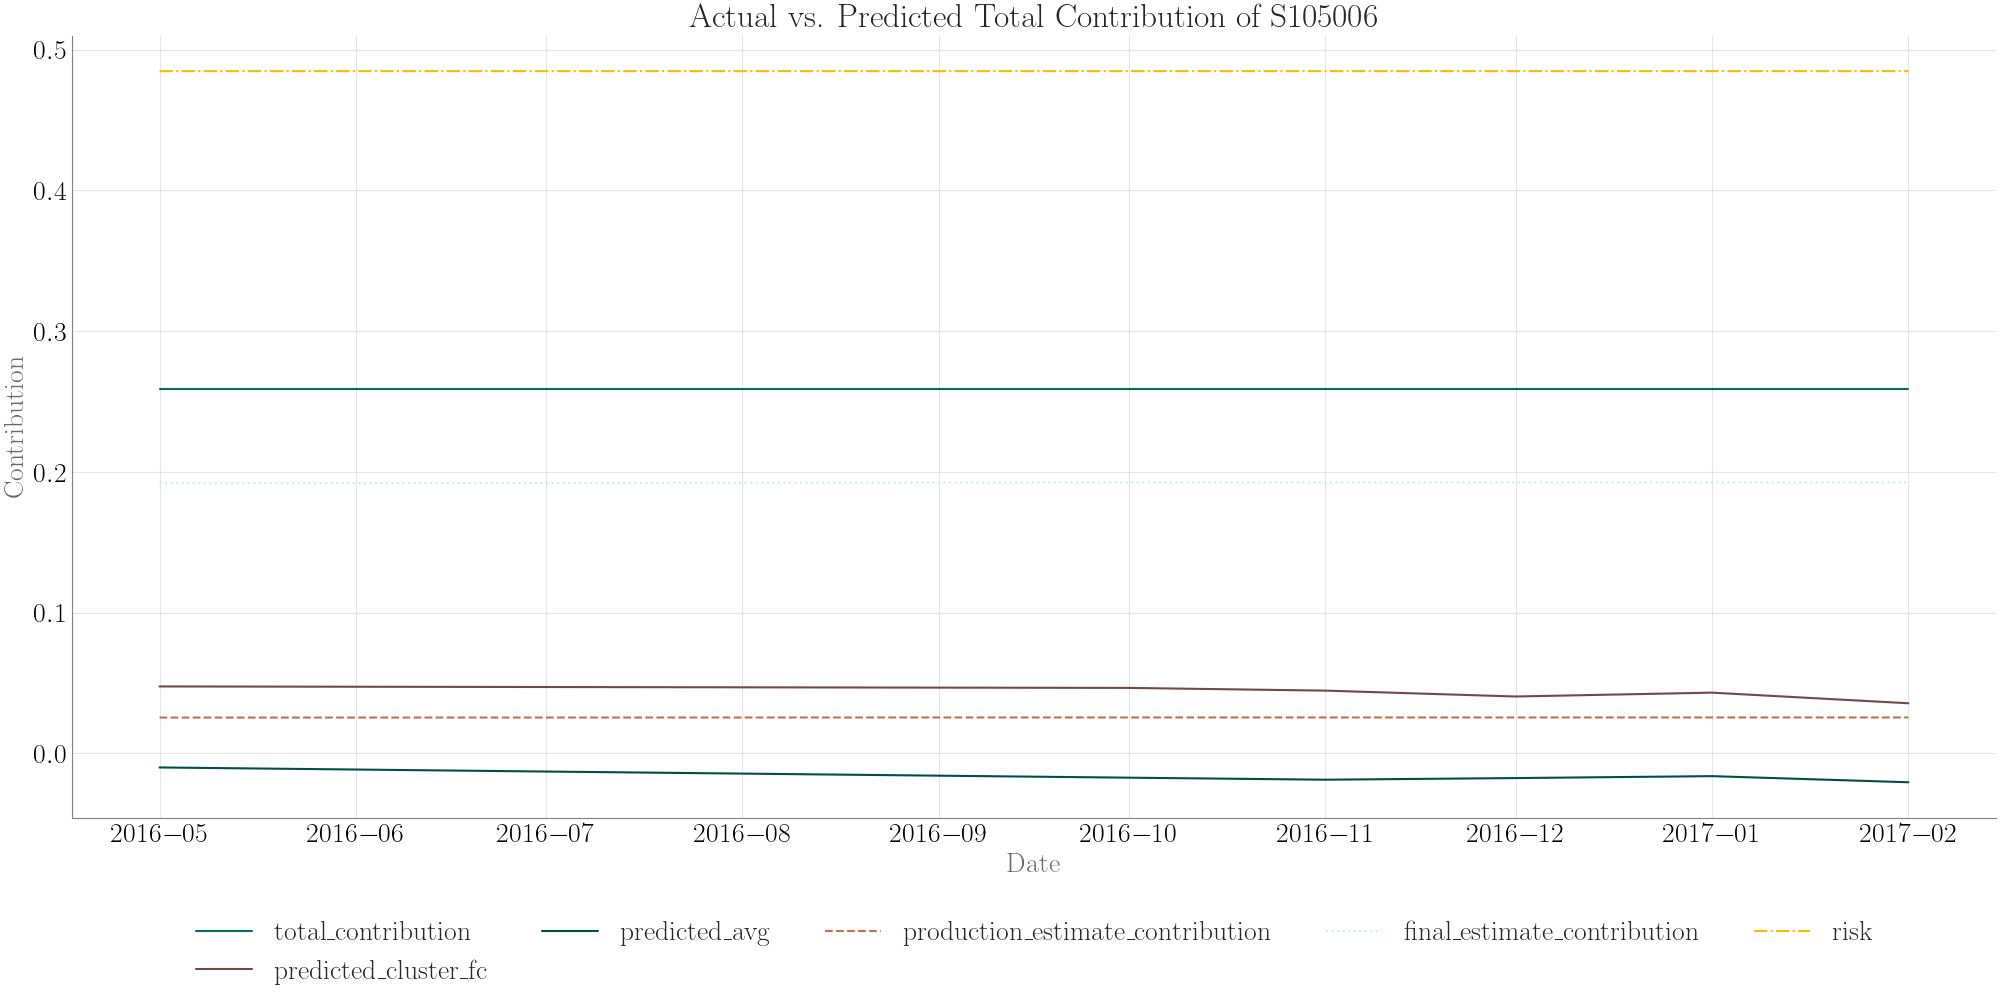 Actual vs. Predicted Total Contribution of S105006
0.5
0.4
0.3
0.2
0.1
0.0
Contribution
2016–05 2016–06 2016–07 2016–08 2016–09 2016–10 2016–11 2016–12 2017–01 2017–02
Date
total_contribution predicted_avg production_estimate_contribution final_estimate_contribution risk
predicted_cluster_fc